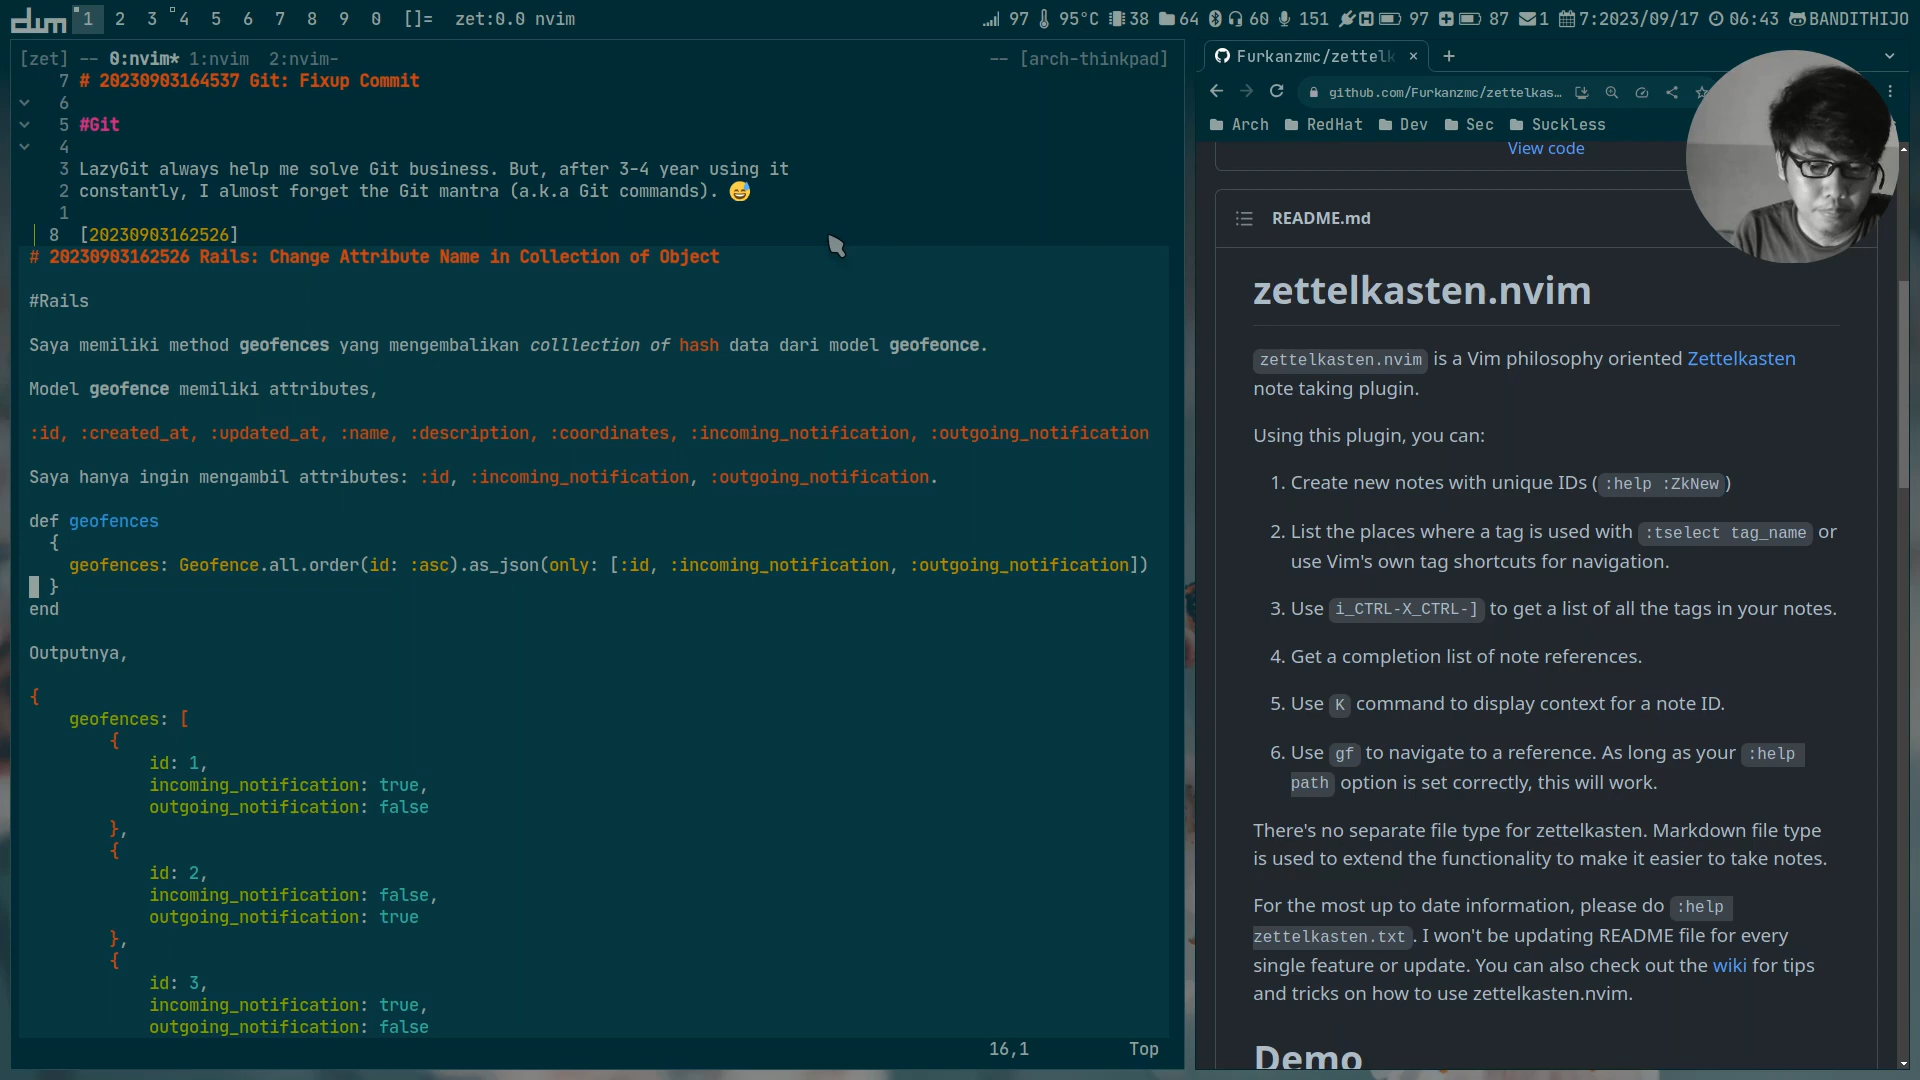 dwm 1 2 3 4 5 6 7 8 9 0 []= zet:0.0 nvim 97 95°C 38 64 60 151 97 87 1 7:2023/09/17 06:43 BANDITHIJO
[zet] -- 0:nvim* 1:nvim 2:nvim- -- [arch-thinkpad]
7 # 20230903164537 Git: Fixup Commit
6
5 #Git
4
3 LazyGit always help me solve Git business. But, after 3-4 year using it
2 constantly, I almost forget the Git mantra (a.k.a Git commands). 😅
1
8 [20230903162526]
# 20230903162526 Rails: Change Attribute Name in Collection of Object
#Rails
Saya memiliki method geofences yang mengembalikan colllection of hash data dari model geofeonce.
Model geofence memiliki attributes,
:id, :created_at, :updated_at, :name, :description, :coordinates, :incoming_notification, :outgoing_notification
Saya hanya ingin mengambil attributes: :id, :incoming_notification, :outgoing_notification.
def geofences
{
geofences: Geofence.all.order(id: :asc).as_json(only: [:id, :incoming_notification, :outgoing_notification])
}
end
Outputnya,
{
geofences: [
{
id: 1,
incoming_notification: true,
outgoing_notification: false
},
{
id: 2,
incoming_notification: false,
outgoing_notification: true
},
{
id: 3,
incoming_notification: true,
outgoing_notification: false
16,1 Top
Furkanzmc/zettelk
github.com/Furkanzmc/zettelkas…
Arch RedHat Dev Sec Suckless
View code
README.md
zettelkasten.nvim
zettelkasten.nvim is a Vim philosophy oriented Zettelkasten
note taking plugin.
Using this plugin, you can:
1. Create new notes with unique IDs ( :help :ZkNew )
2. List the places where a tag is used with :tselect tag_name or
use Vim's own tag shortcuts for navigation.
3. Use i_CTRL-X_CTRL-] to get a list of all the tags in your notes.
4. Get a completion list of note references.
5. Use K command to display context for a note ID.
6. Use gf to navigate to a reference. As long as your :help
path option is set correctly, this will work.
There's no separate file type for zettelkasten. Markdown file type
is used to extend the functionality to make it easier to take notes.
For the most up to date information, please do :help
zettelkasten.txt . I won't be updating README file for every
single feature or update. You can also check out the wiki for tips
and tricks on how to use zettelkasten.nvim.
Demo